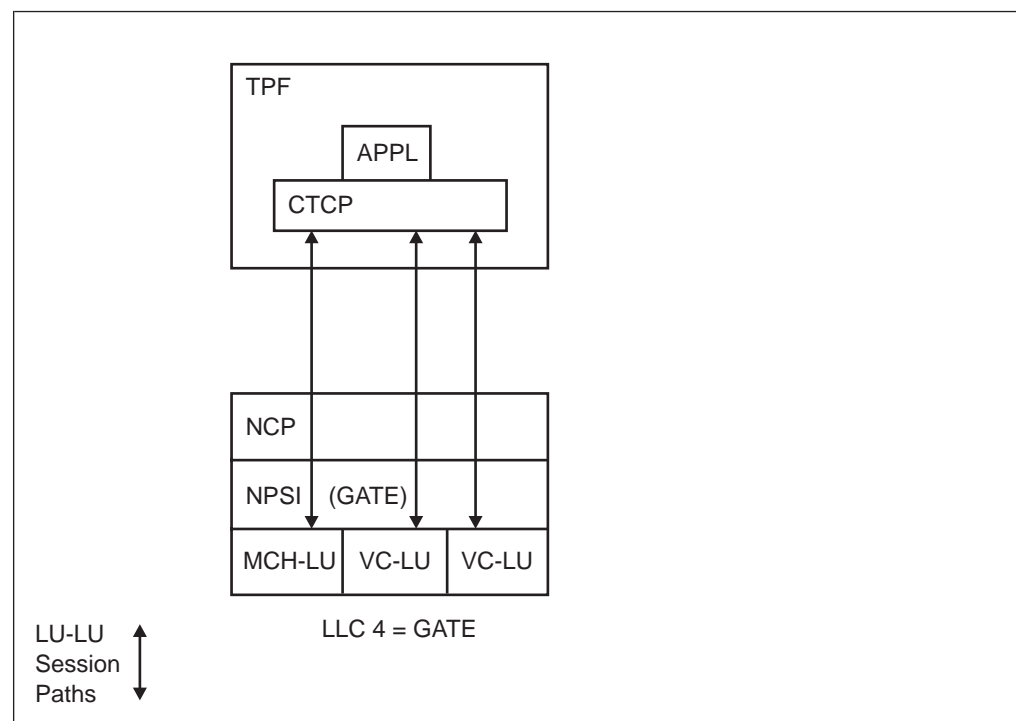 TPF
APPL
CTCP
NCP
NPSI (GATE)
MCH-LU VC-LU VC-LU
LLC 4 = GATE
LU-LU
Session
Paths